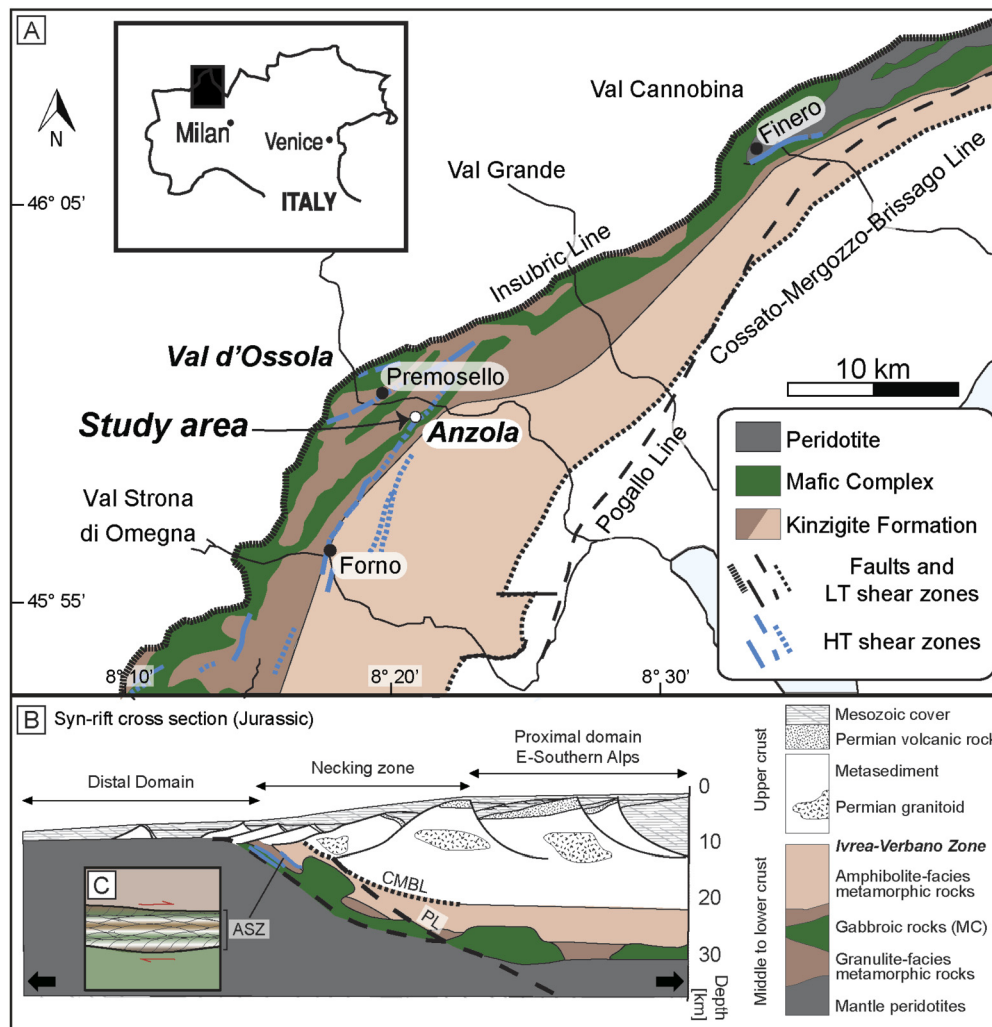 A
N
Milan
Venice
ITALY
46° 05'
45° 55'
8° 10'
8° 20'
8° 30'
Val Cannobina
Finero
Val Grande
Insubric Line
Cossato-Mergozzo-Brissago Line
Val d'Ossola
Premosello
Study area
Anzola
Pogallo Line
Val Strona
di Omegna
Forno
10 km
Peridotite
Mafic Complex
Kinzigite Formation
Faults and
LT shear zones
HT shear zones
B
Syn-rift cross section (Jurassic)
Distal Domain
Necking zone
Proximal domain
E-Southern Alps
0
10
20
30
Depth
[km]
CMBL
PL
ASZ
C
Upper crust
Mesozoic cover
Permian volcanic rock
Metasediment
Permian granitoid
Middle to lower crust
Ivrea-Verbano Zone
Amphibolite-facies
metamorphic rocks
Gabbroic rocks (MC)
Granulite-facies
metamorphic rocks
Mantle peridotites